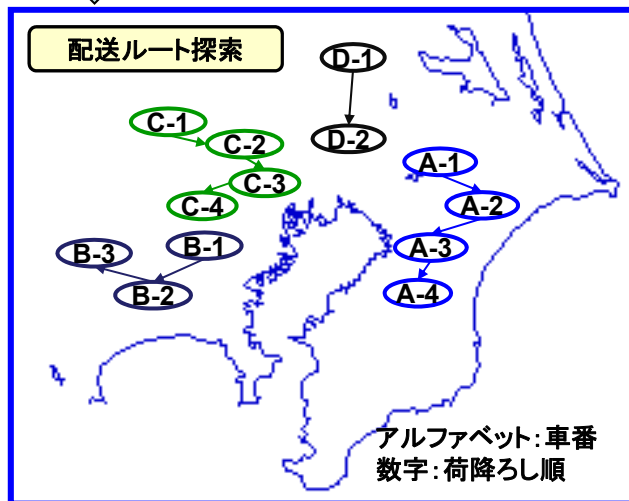 配送ルート探索
D-1
C-1
C-2
D-2
A-1
C-3
C-4
A-2
B-3
B-1
A-3
B-2
A-4
アルファベット：車番
数字：荷降ろし順